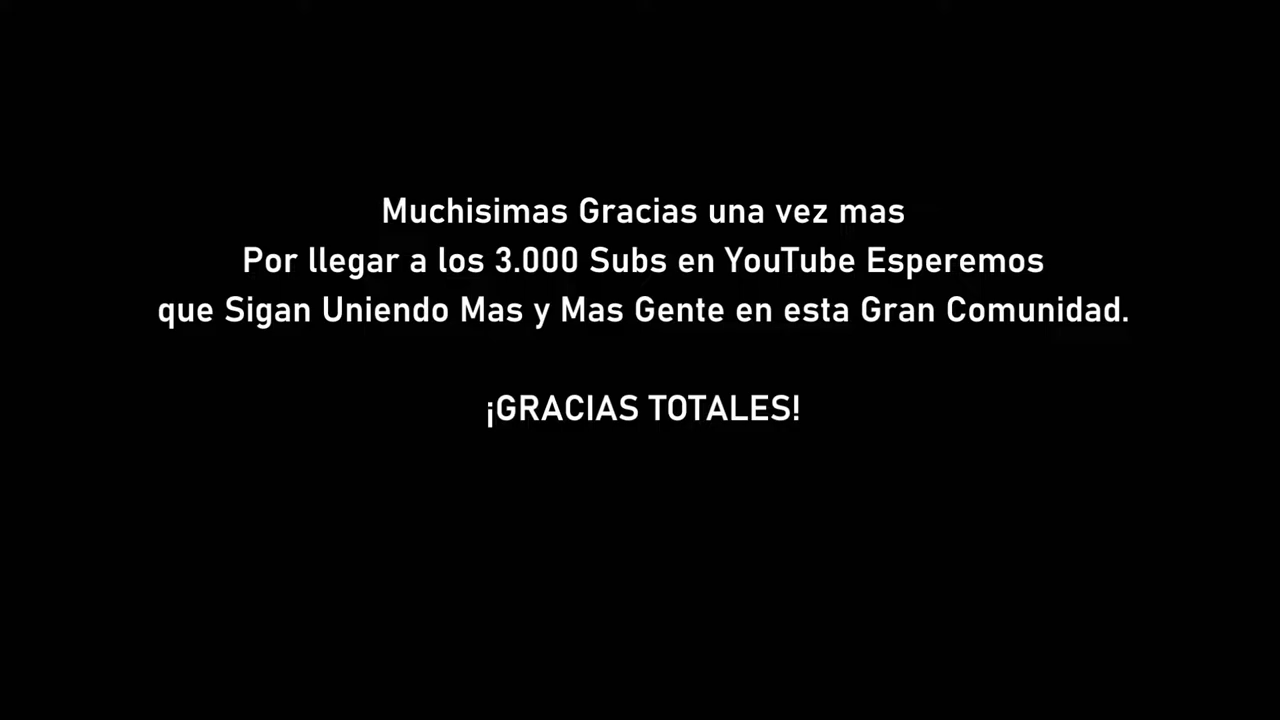 Muchisimas Gracias una vez mas
Por llegar a los 3.000 Subs en YouTube Esperemos
que Sigan Uniendo Mas y Mas Gente en esta Gran Comunidad.
¡GRACIAS TOTALES!